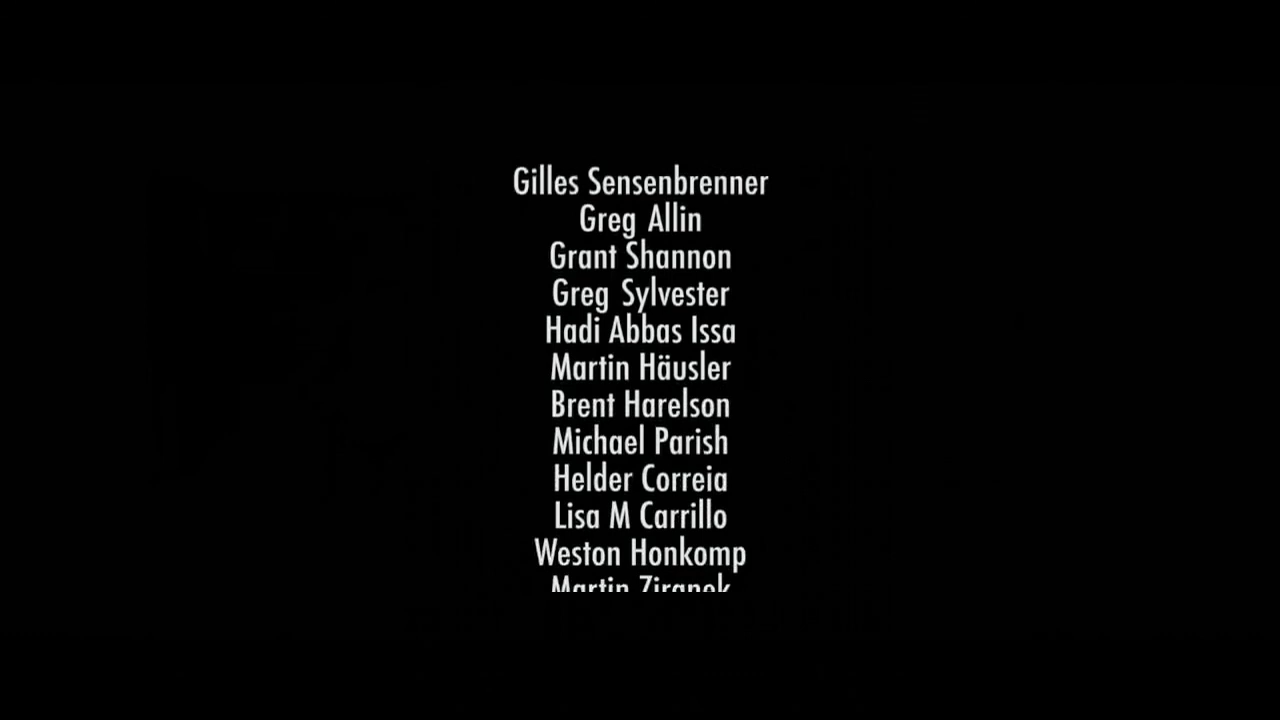 Gilles Sensenbrenner
Greg Allin
Grant Shannon
Greg Sylvester
Hadi Abbas Issa
Martin Häusler
Brent Harelson
Michael Parish
Helder Correia
Lisa M Carrillo
Weston Honkomp
Martin